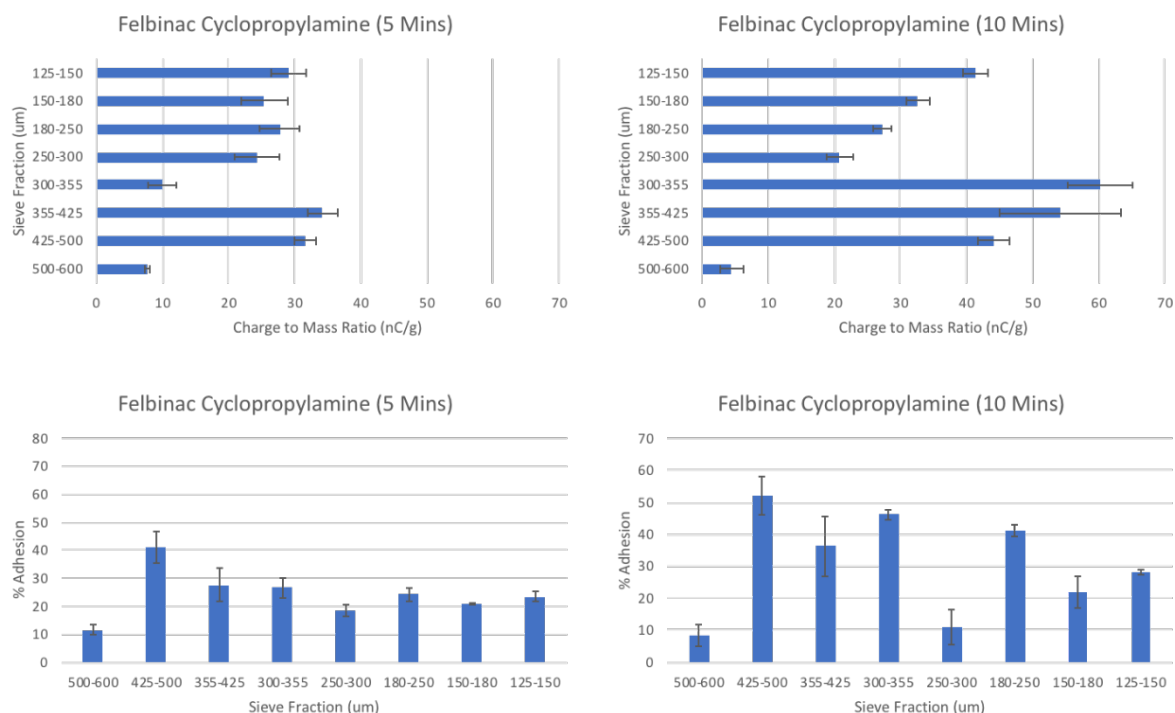 Felbinac Cyclopropylamine (5 Mins)
Sieve Fraction (um)
125-150
150-180
180-250
250-300
300-355
355-425
425-500
500-600
0 10 20 30 40 50 60 70
Charge to Mass Ratio (nC/g)
Felbinac Cyclopropylamine (10 Mins)
Sieve Fraction (um)
125-150
150-180
180-250
250-300
300-355
355-425
425-500
500-600
0 10 20 30 40 50 60 70
Charge to Mass Ratio (nC/g)
Felbinac Cyclopropylamine (5 Mins)
% Adhesion
80
70
60
50
40
30
20
10
0
500-600 425-500 355-425 300-355 250-300 180-250 150-180 125-150
Sieve Fraction (um)
Felbinac Cyclopropylamine (10 Mins)
% Adhesion
70
60
50
40
30
20
10
0
500-600 425-500 355-425 300-355 250-300 180-250 150-180 125-150
Sieve Fraction (um)